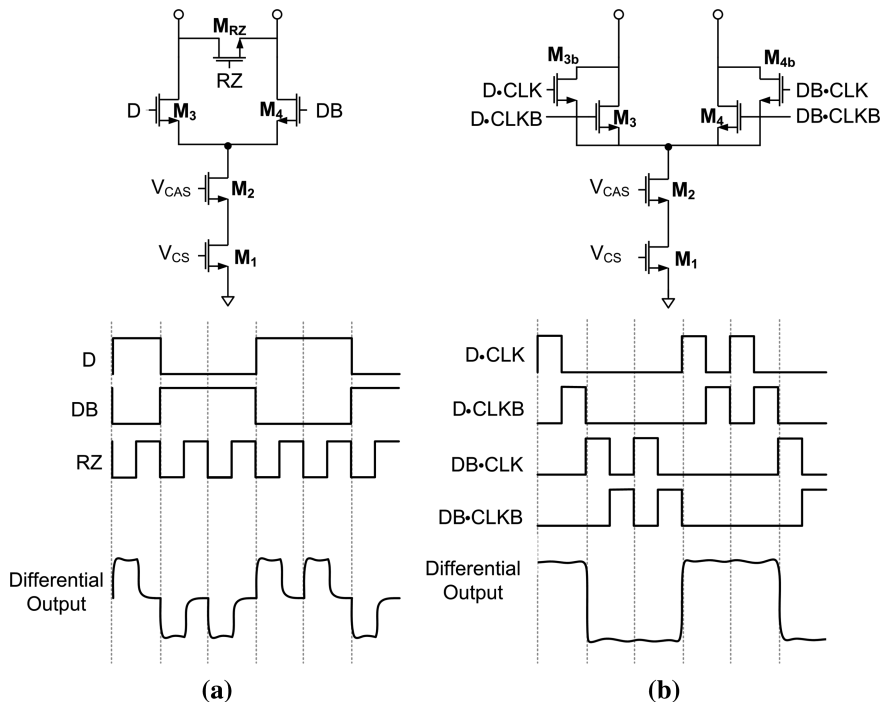 M_RZ
RZ
D
M_3
M_4
DB
V_CAS
M_2
V_CS
M_1
D
DB
RZ
Differential
Output
(a)
M_3b
M_4b
D•CLK
DB•CLK
D•CLKB
M_3
M_4
DB•CLKB
V_CAS
M_2
V_CS
M_1
D•CLK
D•CLKB
DB•CLK
DB•CLKB
Differential
Output
(b)